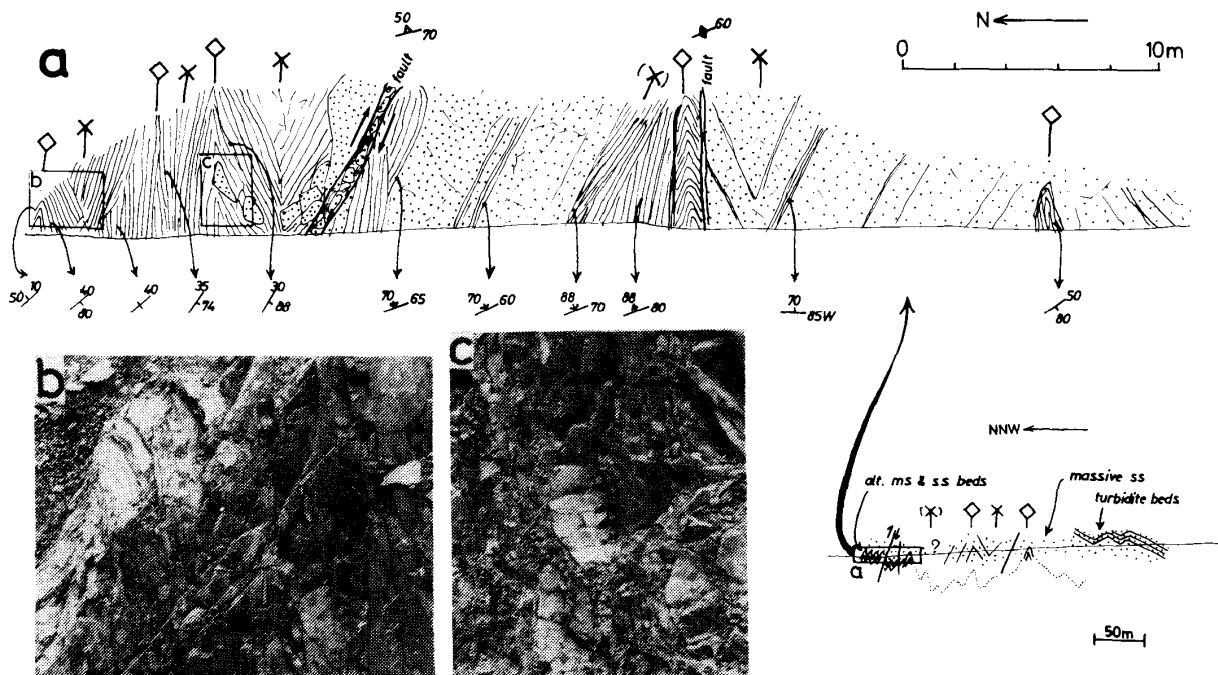 a
50
70
fault
60
(×)
fault
N
0
10m
b
c
50
10
40
80
40
35
74
30
88
70
65
70
60
88
70
88
80
70
85W
50
80
b
c
NNW
alt. ms & ss beds
massive ss
turbidite beds
(×)
?
a
50m